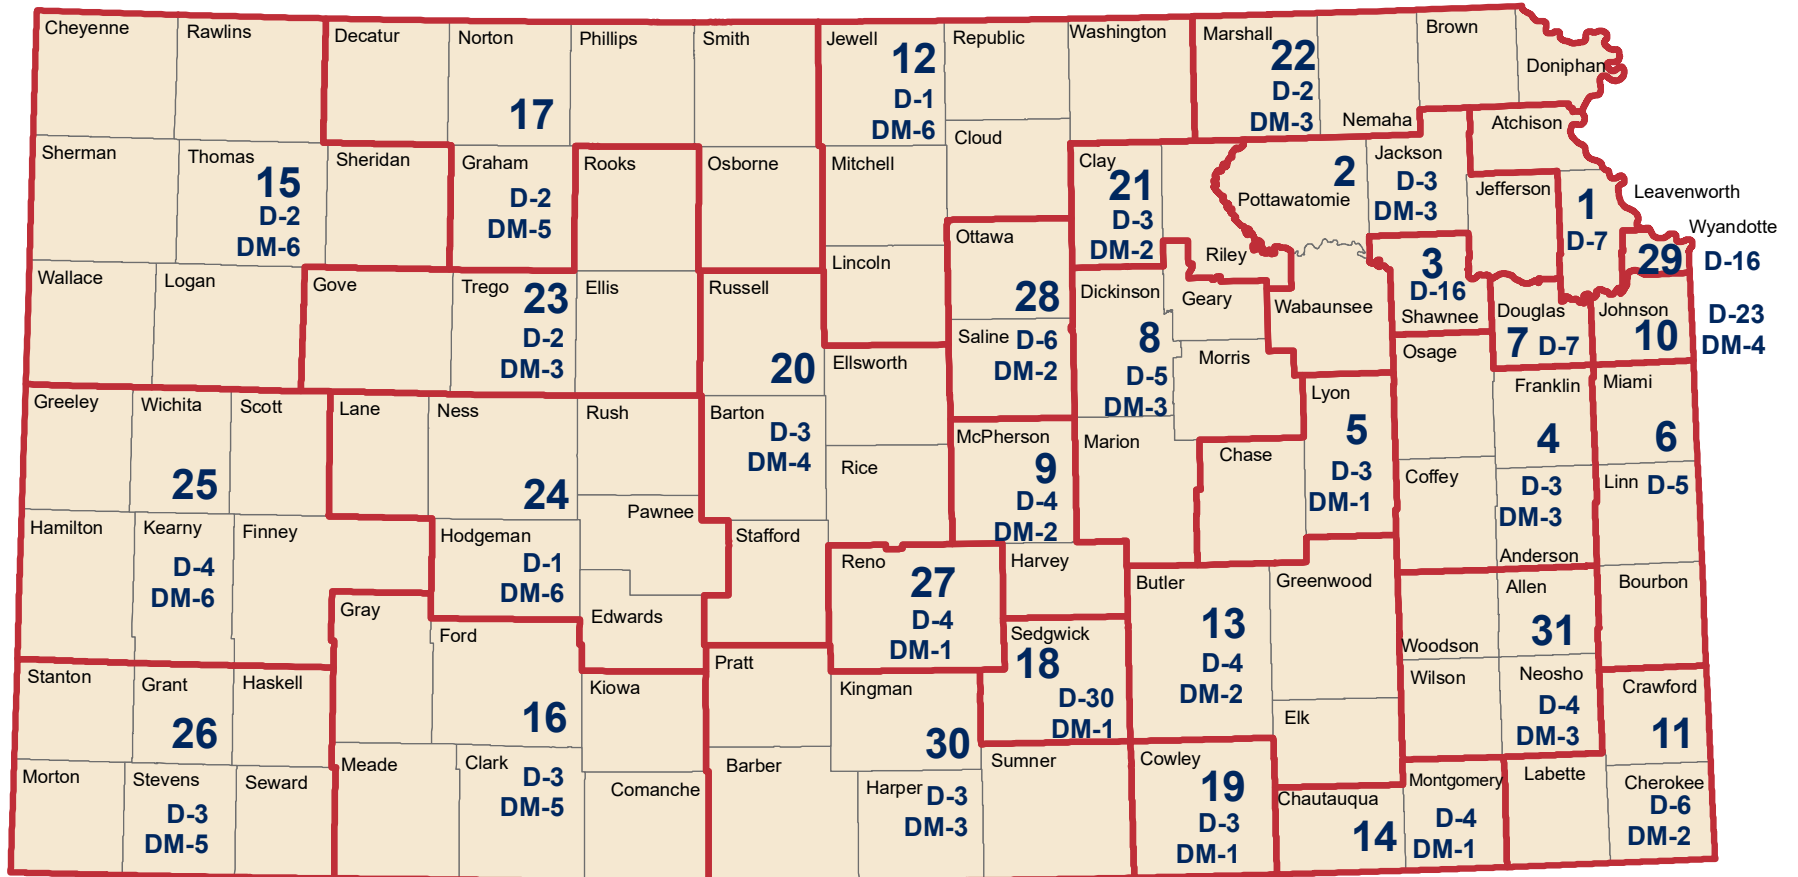 Cheyenne
Rawlins
Decatur
Norton
Phillips
Smith
Jewell
Republic
Washington
Marshall
Brown
Doniphan
12
D-1
DM-6
22
D-2
DM-3
17
Nemaha
Atchison
Sherman
Thomas
Sheridan
Graham
Rooks
Osborne
Mitchell
Cloud
Clay
Pottawatomie
Jackson
Jefferson
Leavenworth
15
D-2
DM-6
D-2
DM-5
21
D-3
DM-2
2
D-3
DM-3
1
D-7
Wyandotte
29
D-16
Wallace
Logan
Gove
Trego
Ellis
Russell
Lincoln
Ottawa
Dickinson
Riley
Geary
Wabaunsee
3
D-16
Shawnee
Douglas
7
D-7
Johnson
10
D-23
DM-4
23
D-2
DM-3
20
28
Saline
D-6
DM-2
8
D-5
DM-3
Morris
Osage
Franklin
Miami
Ellsworth
Greeley
Wichita
Scott
Lane
Ness
Rush
Barton
D-3
DM-4
Rice
McPherson
9
D-4
DM-2
Marion
Chase
Lyon
5
D-3
DM-1
Coffey
4
D-3
DM-3
Anderson
6
Linn
D-5
25
24
Pawnee
Hamilton
Kearny
Finney
Hodgeman
Stafford
Reno
Harvey
Butler
Greenwood
Woodson
Allen
Bourbon
D-4
DM-6
D-1
DM-6
Edwards
27
D-4
DM-1
13
D-4
DM-2
31
Gray
Ford
Sedgwick
18
D-30
DM-1
Stanton
Grant
Haskell
Kiowa
Pratt
Kingman
Elk
Wilson
Neosho
D-4
DM-3
Crawford
11
26
16
30
Morton
Stevens
Seward
Meade
Clark
Comanche
Barber
Harper
Sumner
Cowley
Chautauqua
Montgomery
Labette
Cherokee
D-3
DM-5
D-3
DM-5
D-3
DM-3
19
D-3
DM-1
14
D-4
DM-1
D-6
DM-2